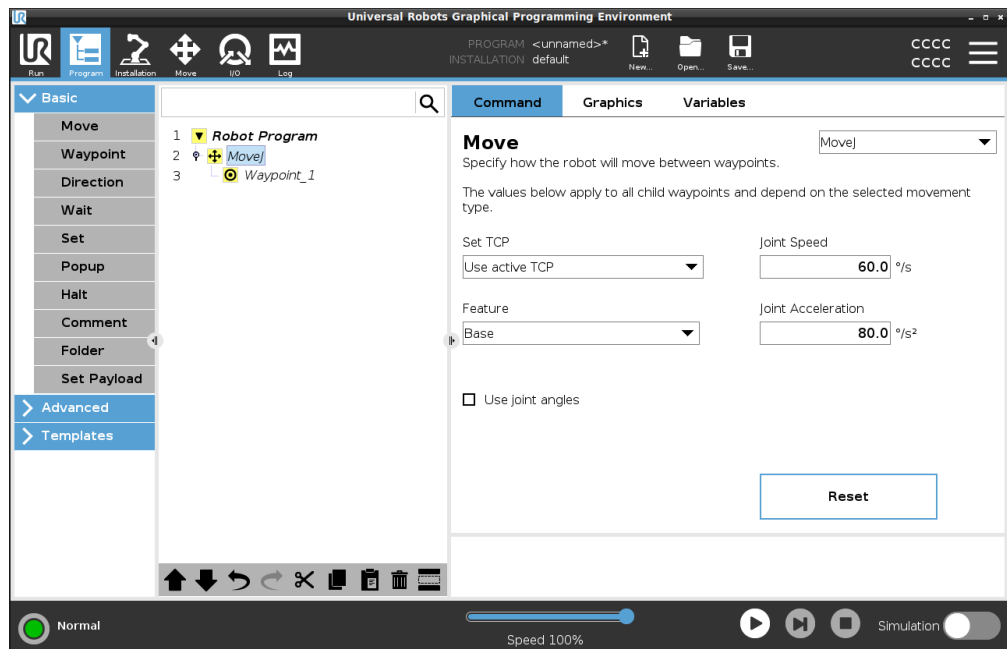 UR
Universal Robots Graphical Programming Environment
Run
Program
Installation
Move
I/O
Log
PROGRAM <unnamed>*
INSTALLATION default
New...
Open...
Save...
CCCC
CCCC
Basic
Move
Waypoint
Direction
Wait
Set
Popup
Halt
Comment
Folder
Set Payload
Advanced
Templates
1 Robot Program
2 MoveJ
3 Waypoint_1
Command Graphics Variables
Move
MoveJ
Specify how the robot will move between waypoints.
The values below apply to all child waypoints and depend on the selected movement
type.
Set TCP
Use active TCP
Joint Speed
60.0 °/s
Feature
Base
Joint Acceleration
80.0 °/s²
Use joint angles
Reset
Normal
Speed 100%
Simulation